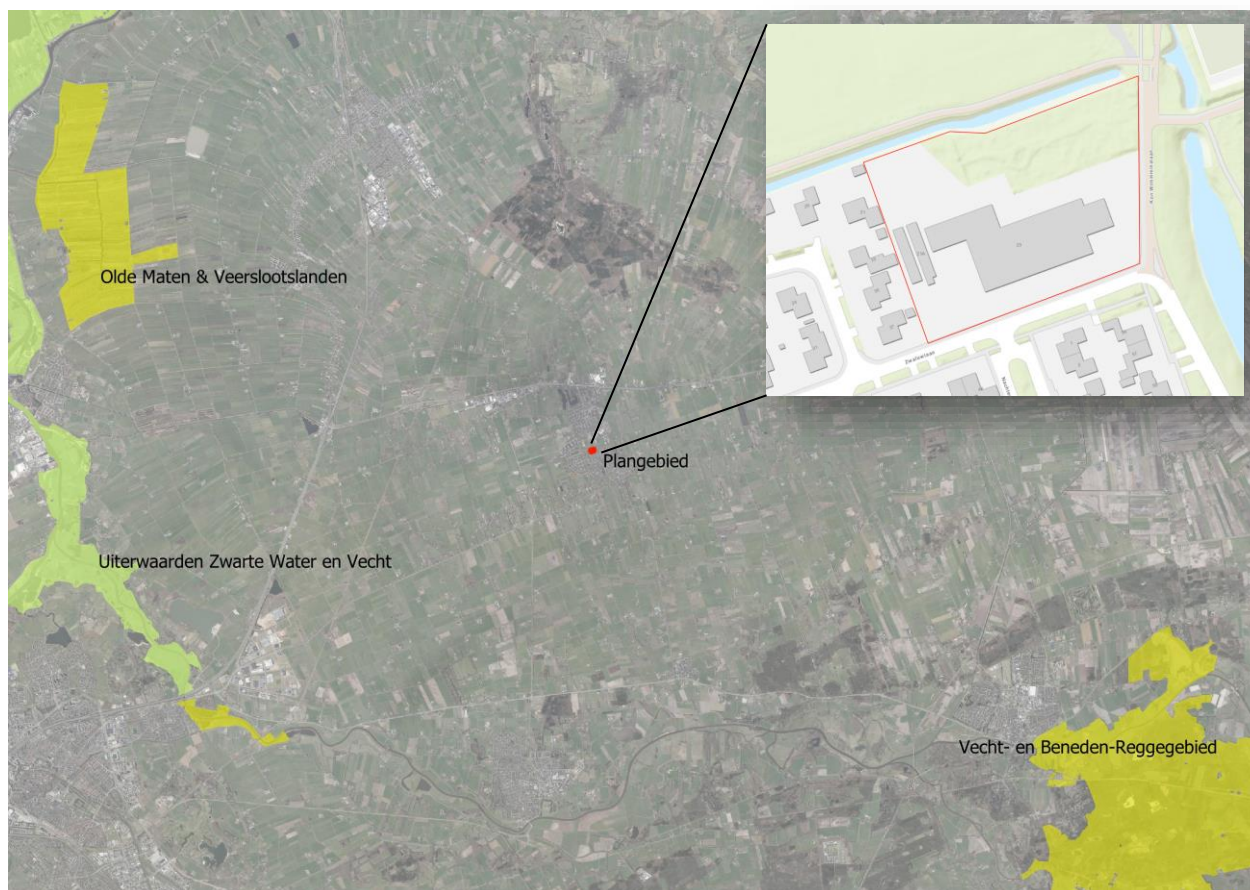 Olde Maten & Veerslootslanden
Plangebied
Uiterwaarden Zwarte Water en Vecht
Vecht- en Beneden-Reggegebied